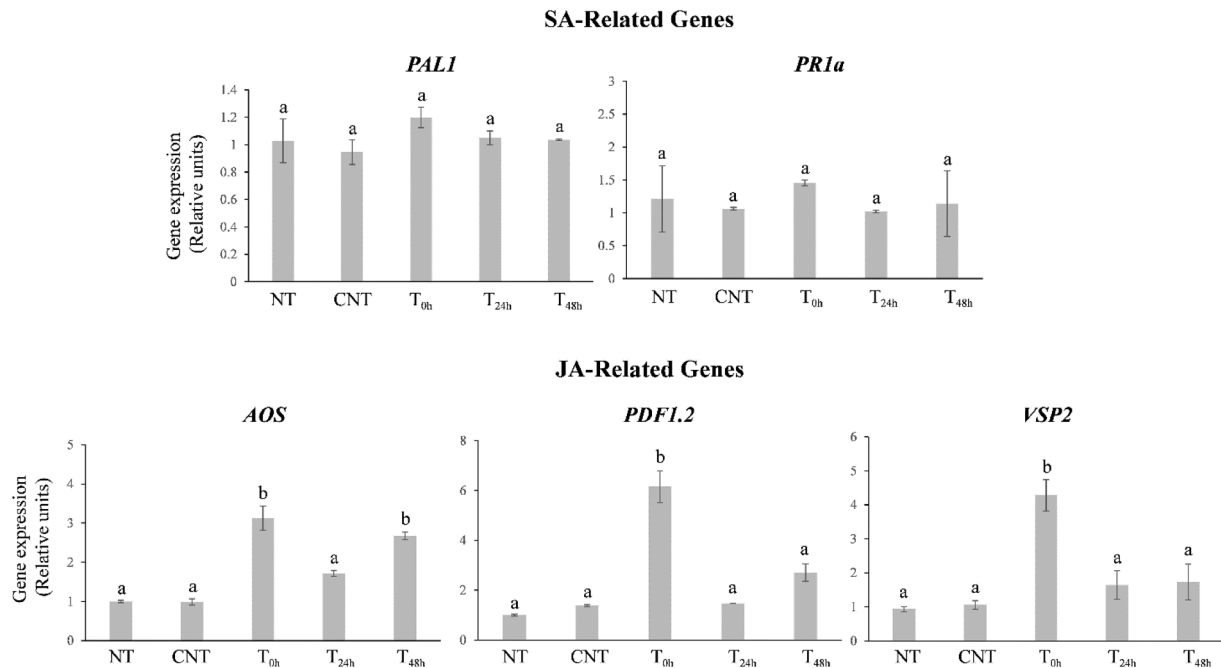 SA-Related Genes
PAL1
PR1a
Gene expression
(Relative units)
1.4
1.2
1
0.8
0.6
0.4
0.2
0
a
a
a
a
a
NT
CNT
T0h
T24h
T48h
3
2.5
2
1.5
1
0.5
0
a
a
a
a
a
NT
CNT
T0h
T24h
T48h
JA-Related Genes
AOS
PDF1.2
VSP2
Gene expression
(Relative units)
5
4
3
2
1
0
a
a
b
a
b
NT
CNT
T0h
T24h
T48h
8
6
4
2
0
a
a
b
a
a
NT
CNT
T0h
T24h
T48h
6
5
4
3
2
1
0
a
a
b
a
a
NT
CNT
T0h
T24h
T48h